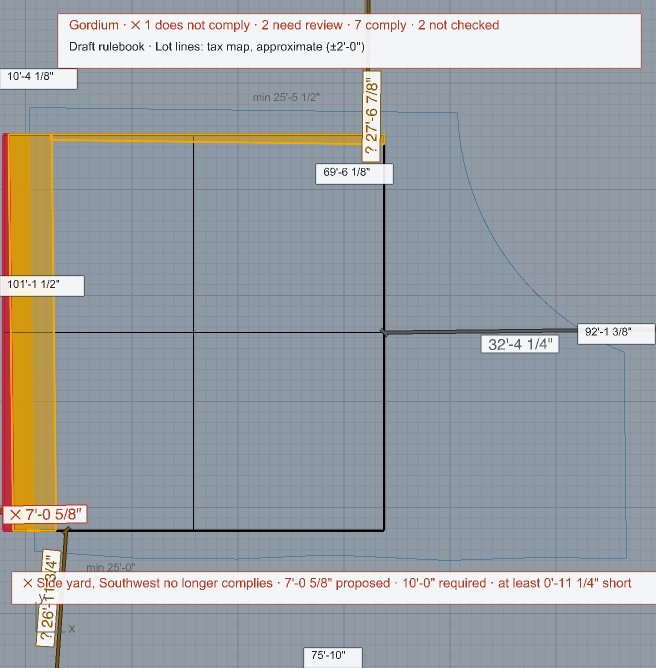 Gordium · × 1 does not comply · 2 need review · 7 comply · 2 not checked
Draft rulebook · Lot lines: tax map, approximate (±2'-0")
10'-4 1/8"
min 25'-5 1/2"
? 27'-6 7/8"
69'-6 1/8"
101'-1 1/2"
92'-1 3/8"
32'-4 1/4"
× 7'-0 5/8"
min 25'-0"
× Side yard, Southwest no longer complies · 7'-0 5/8" proposed · 10'-0" required · at least 0'-11 1/4" short
? 26'-11 3/4"
Y
X
75'-10"